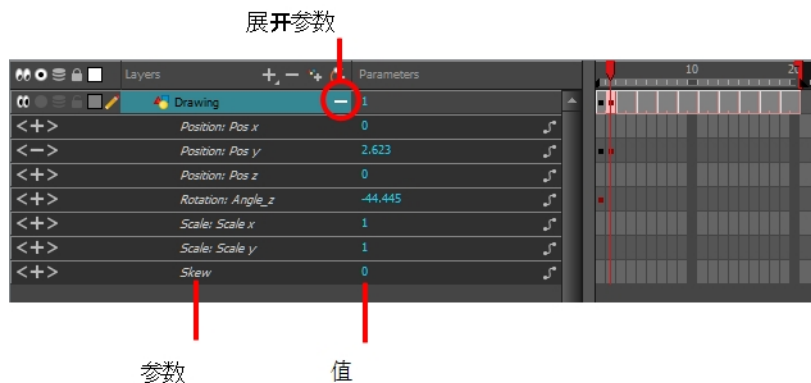 展开参数
Layers Parameters 10 20
Drawing 1
<+> Position: Pos x 0
<-> Position: Pos y 2.623
<+> Position: Pos z 0
<+> Rotation: Angle_z -44.445
<+> Scale: Scale x 1
<+> Scale: Scale y 1
<+> Skew 0
参数 值